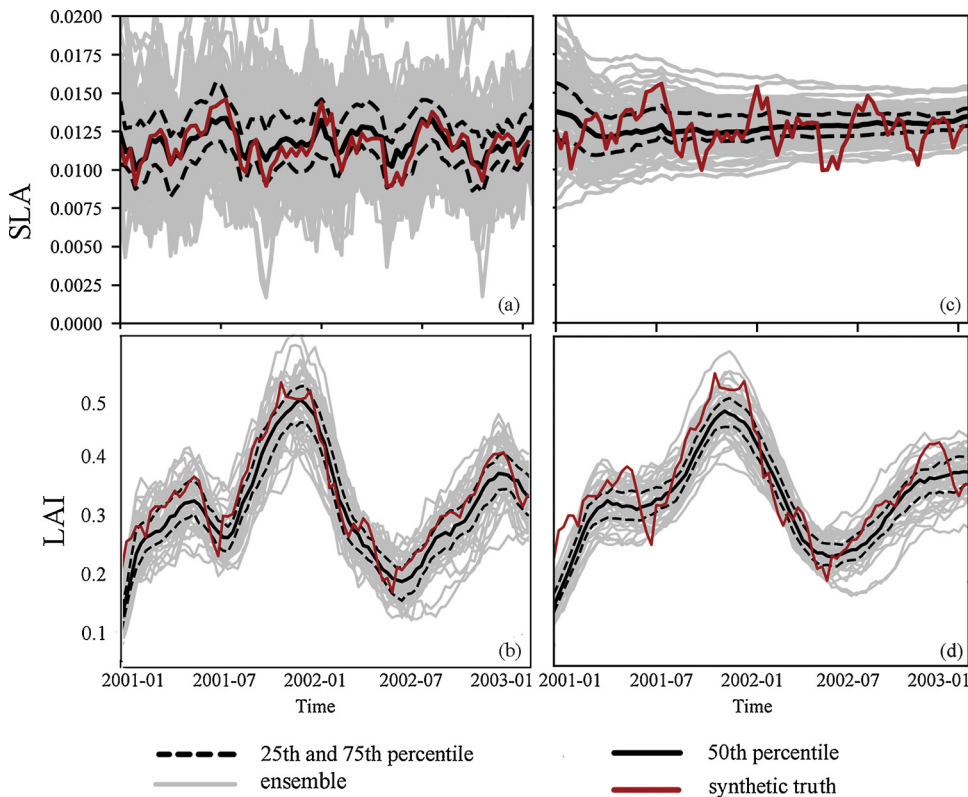 SLA
0.0200
0.0175
0.0150
0.0125
0.0100
0.0075
0.0050
0.0025
0.0000
(a)
(c)
LAI
0.5
0.4
0.3
0.2
0.1
(b)
(d)
2001-01 2001-07 2002-01 2002-07 2003-01
Time
2001-01 2001-07 2002-01 2002-07 2003-01
Time
25th and 75th percentile
50th percentile
ensemble
synthetic truth